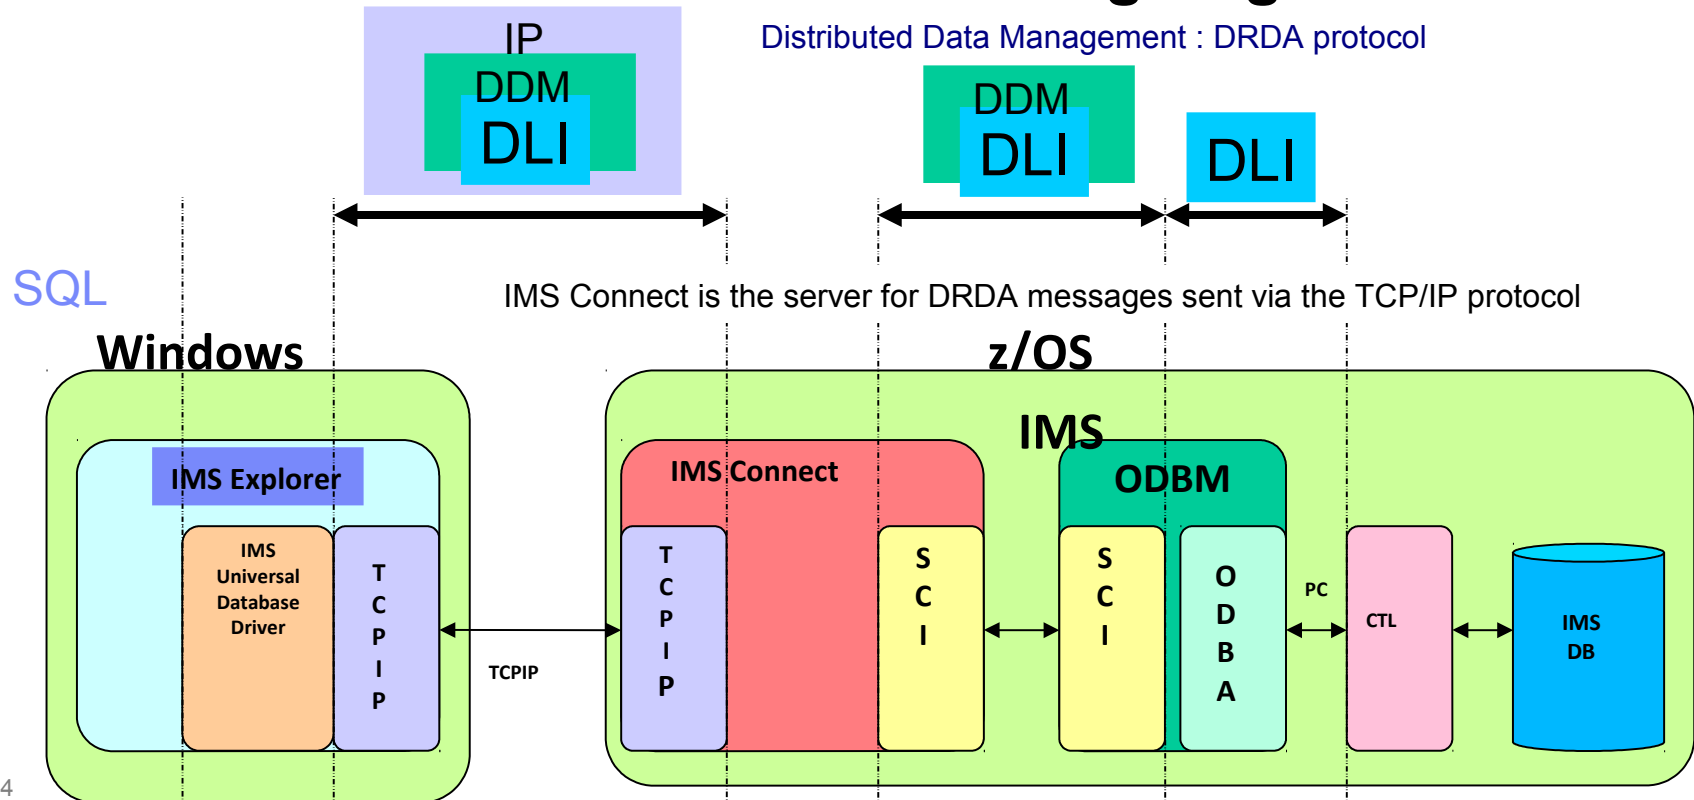 IP
DDM
DLI
Distributed Data Management : DRDA protocol
DDM
DLI
DLI
SQL
IMS Connect is the server for DRDA messages sent via the TCP/IP protocol
Windows
z/OS
IMS
IMS Explorer
IMS
Universal
Database
Driver
T
C
P
I
P
TCPIP
IMS Connect
T
C
P
I
P
S
C
I
ODBM
S
C
I
O
D
B
A
PC
CTL
IMS
DB
4